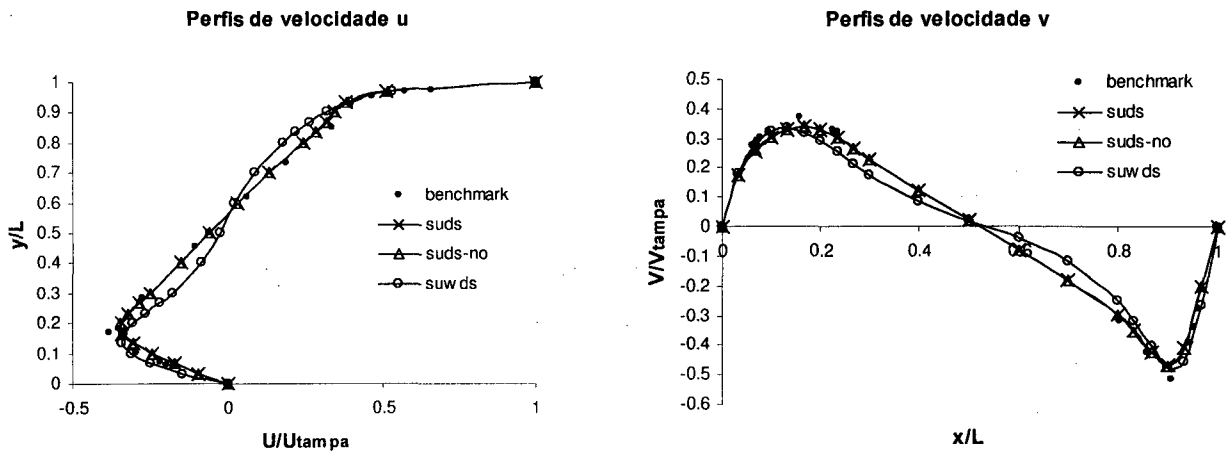 Perfis de velocidade u
1
0.9
0.8
0.7
0.6
0.5
0.4
0.3
0.2
0.1
0
-0.5
0
0.5
1
y/L
U/Utampa
benchmark
suds
suds-no
suw ds
Perfis de velocidade v
0.5
0.4
0.3
0.2
0.1
0
-0.1
-0.2
-0.3
-0.4
-0.5
-0.6
0
0.2
0.4
0.6
0.8
1
V/Vtampa
x/L
benchmark
suds
suds-no
suw ds